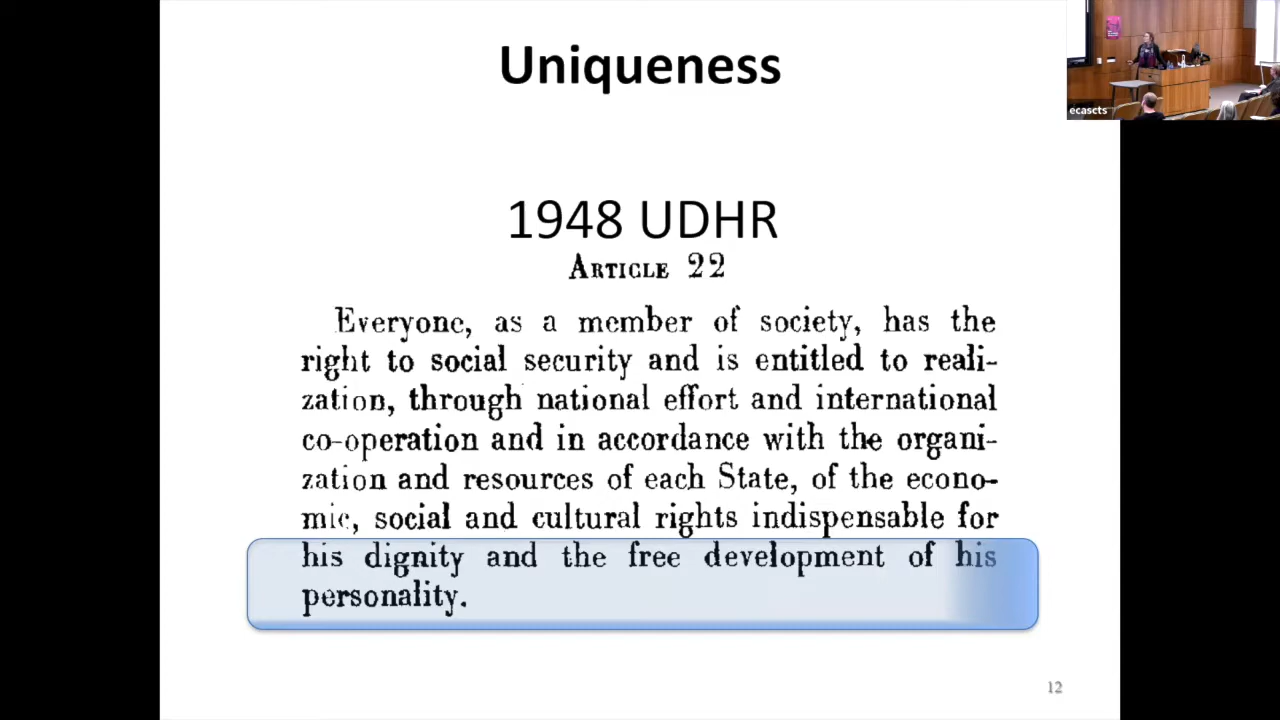 Uniqueness
ecascts
1948 UDHR
ARTICLE 22
Everyone, as a member of society, has the
right to social security and is entitled to reali-
zation, through national effort and international
co-operation and in accordance with the organi-
zation and resources of each State, of the econo-
mic, social and cultural rights indispensable for
his dignity and the free development of his
personality.
12